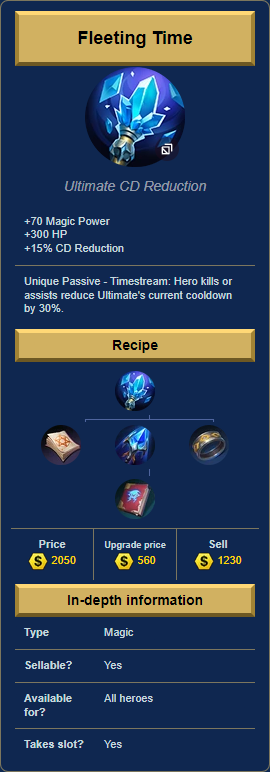 Fleeting Time
Ultimate CD Reduction
+70 Magic Power
+300 HP
+15% CD Reduction
Unique Passive - Timestream: Hero kills or
assists reduce Ultimate's current cooldown
by 30%.
Recipe
Price Upgrade price Sell
2050 560 1230
In-depth information
Type Magic
Sellable? Yes
Available All heroes
for?
Takes slot? Yes